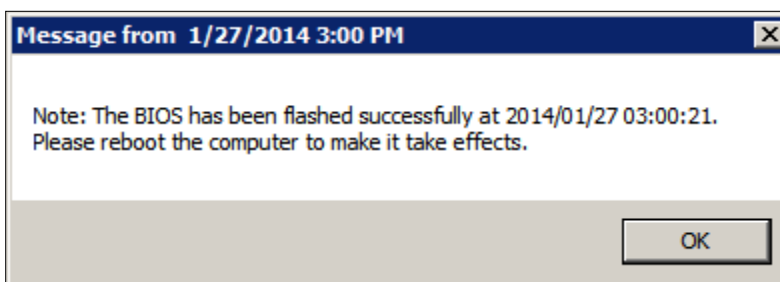 Message from 1/27/2014 3:00 PM
Note: The BIOS has been flashed successfully at 2014/01/27 03:00:21.
Please reboot the computer to make it take effects.
OK